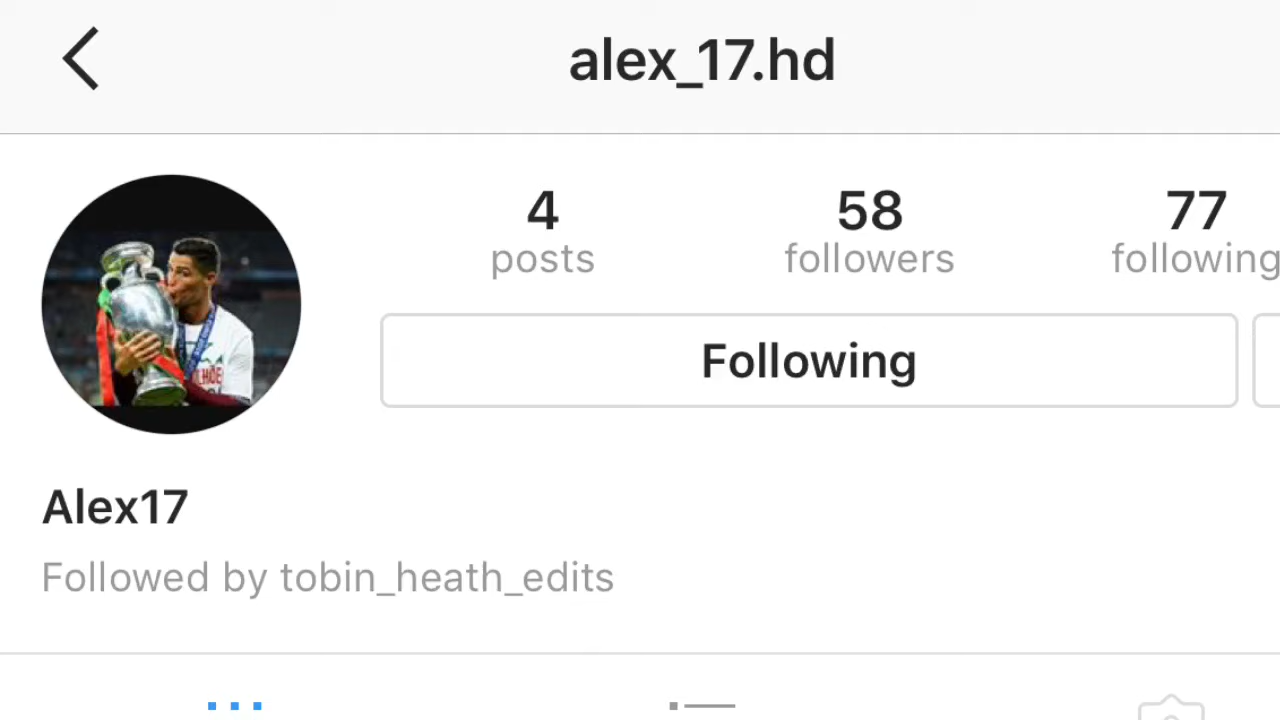 alex_17.hd
4 58 77
posts followers following
Following
Alex17
Followed by tobin_heath_edits